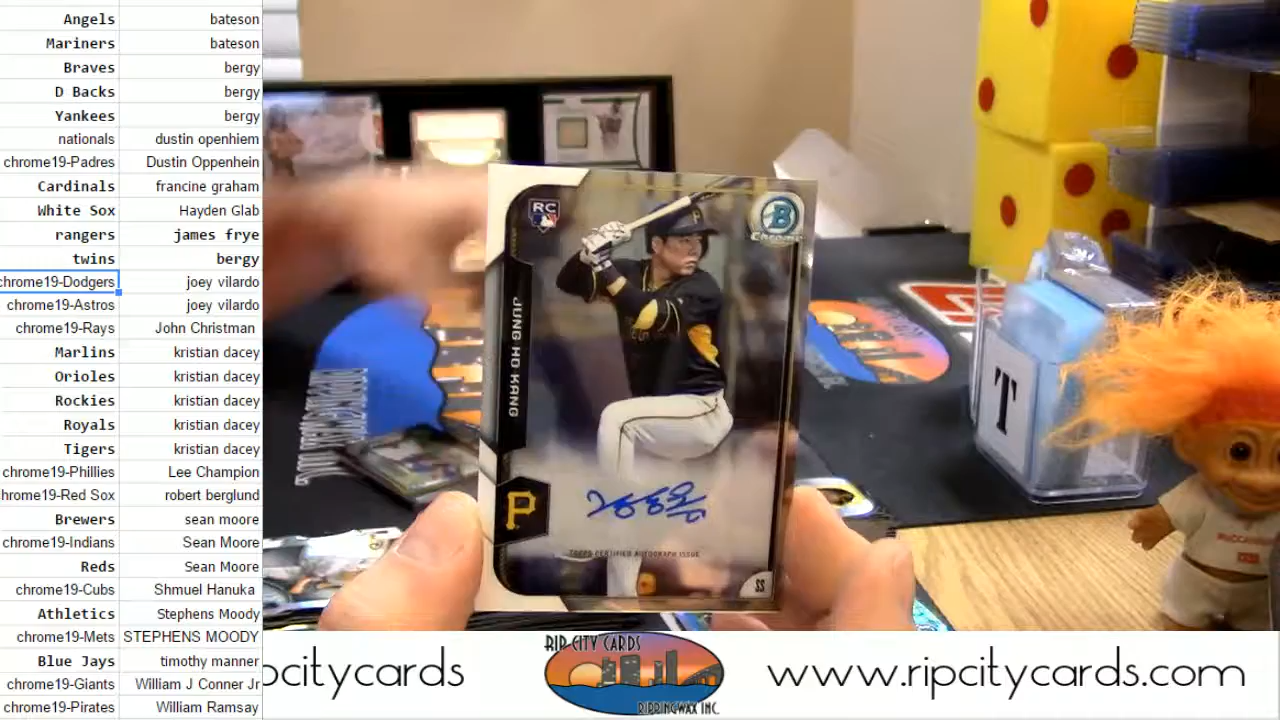 Angels bateson
Mariners bateson
Braves bergy
D Backs bergy
Yankees bergy
nationals dustin openhiem
chrome19-Padres Dustin Oppenhein
Cardinals francine graham
White Sox Hayden Glab
rangers james frye
twins bergy
chrome19-Dodgers joey vilardo
chrome19-Astros joey vilardo
chrome19-Rays John Christman
Marlins kristian dacey
Orioles kristian dacey
Rockies kristian dacey
Royals kristian dacey
Tigers kristian dacey
chrome19-Phillies Lee Champion
hrome19-Red Sox robert berglund
Brewers sean moore
chrome19-Indians Sean Moore
Reds Sean Moore
chrome19-Cubs Shmuel Hanuka
Athletics Stephens Moody
chrome19-Mets STEPHENS MOODY
Blue Jays timothy manner
chrome19-Giants William J Conner Jr
chrome19-Pirates William Ramsay
RC
B
Chrome
JUNG HO KANG
P
강정호
TOPPS CERTIFIED AUTOGRAPH ISSUE
SS
T
pcitycards
RIP CITY CARDS
RIPPINGWAX INC.
www.ripcitycards.com